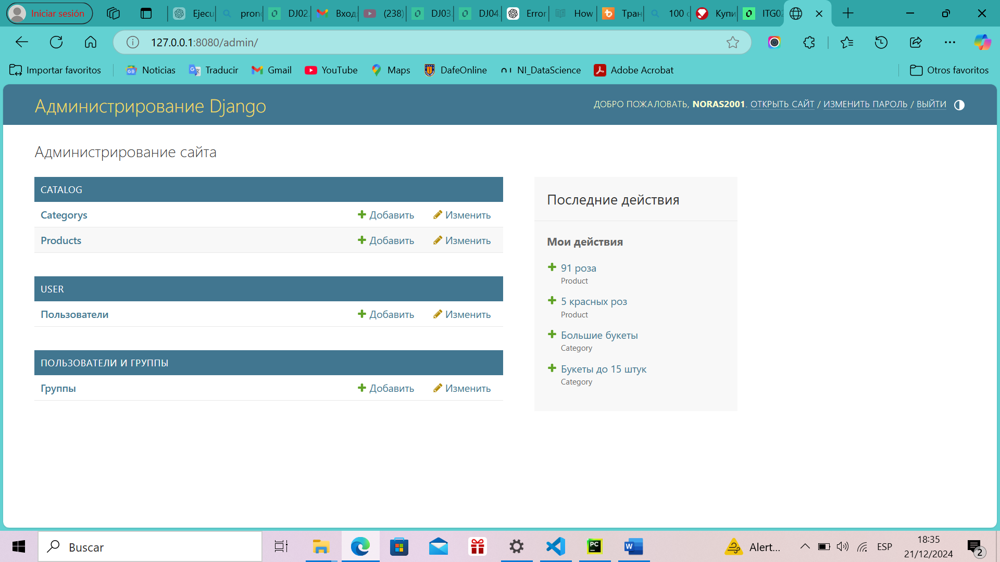 Iniciar sesión
Ejecu
pron
DJ02.
Вход
(238)
DJ03
DJ04.
Error
How
Тран
100
Купи
ITG02
127.0.0.1:8080/admin/
Importar favoritos
Noticias
Traducir
Gmail
YouTube
Maps
DafeOnline
NI_DataScience
Adobe Acrobat
Otros favoritos
Администрирование Django
ДОБРО ПОЖАЛОВАТЬ, NORAS2001. ОТКРЫТЬ САЙТ / ИЗМЕНИТЬ ПАРОЛЬ / ВЫЙТИ
Администрирование сайта
CATALOG
Categorys Добавить Изменить
Products Добавить Изменить
USER
Пользователи Добавить Изменить
ПОЛЬЗОВАТЕЛИ И ГРУППЫ
Группы Добавить Изменить
Последние действия
Мои действия
91 роза
Product
5 красных роз
Product
Большие букеты
Category
Букеты до 15 штук
Category
Buscar
PC
W
Alert...
ESP
18:35
21/12/2024
2